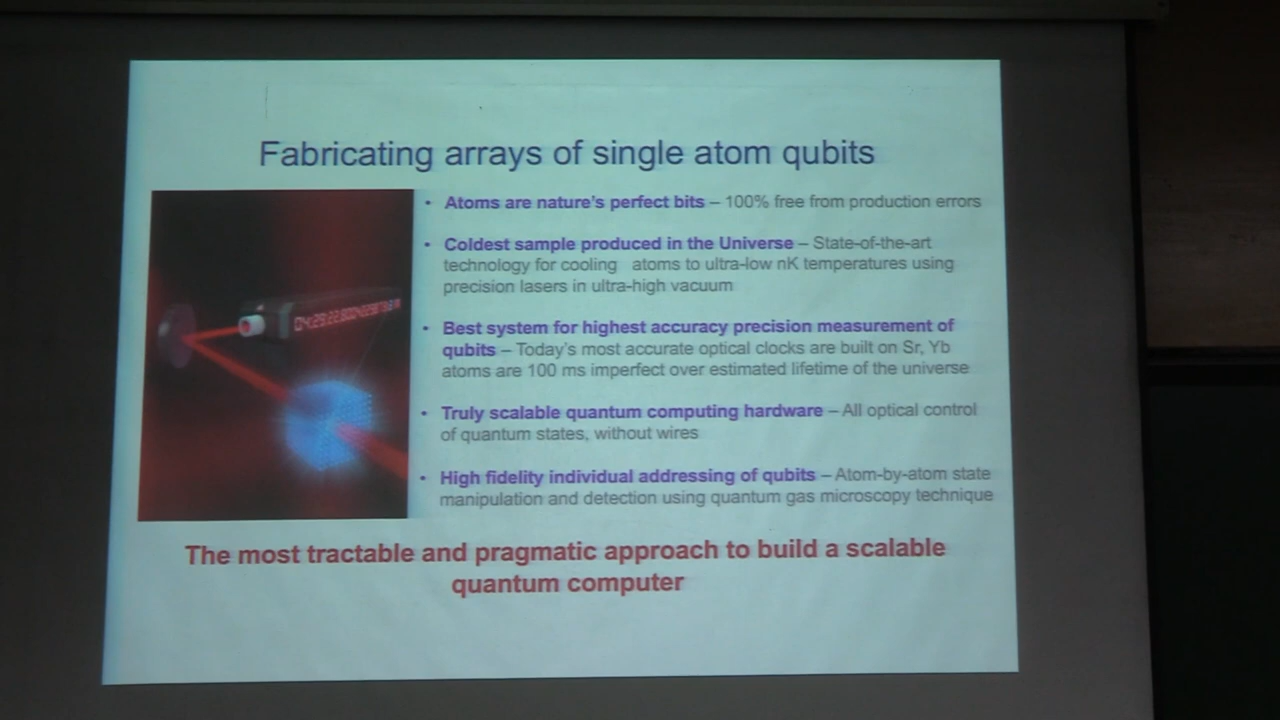 Fabricating arrays of single atom qubits
• Atoms are nature's perfect bits – 100% free from production errors
• Coldest sample produced in the Universe – State-of-the-art
technology for cooling atoms to ultra-low nK temperatures using
precision lasers in ultra-high vacuum
• Best system for highest accuracy precision measurement of
qubits – Today's most accurate optical clocks are built on Sr, Yb
atoms are 100 ms imperfect over estimated lifetime of the universe
• Truly scalable quantum computing hardware – All optical control
of quantum states, without wires
• High fidelity individual addressing of qubits – Atom-by-atom state
manipulation and detection using quantum gas microscopy technique
The most tractable and pragmatic approach to build a scalable
quantum computer